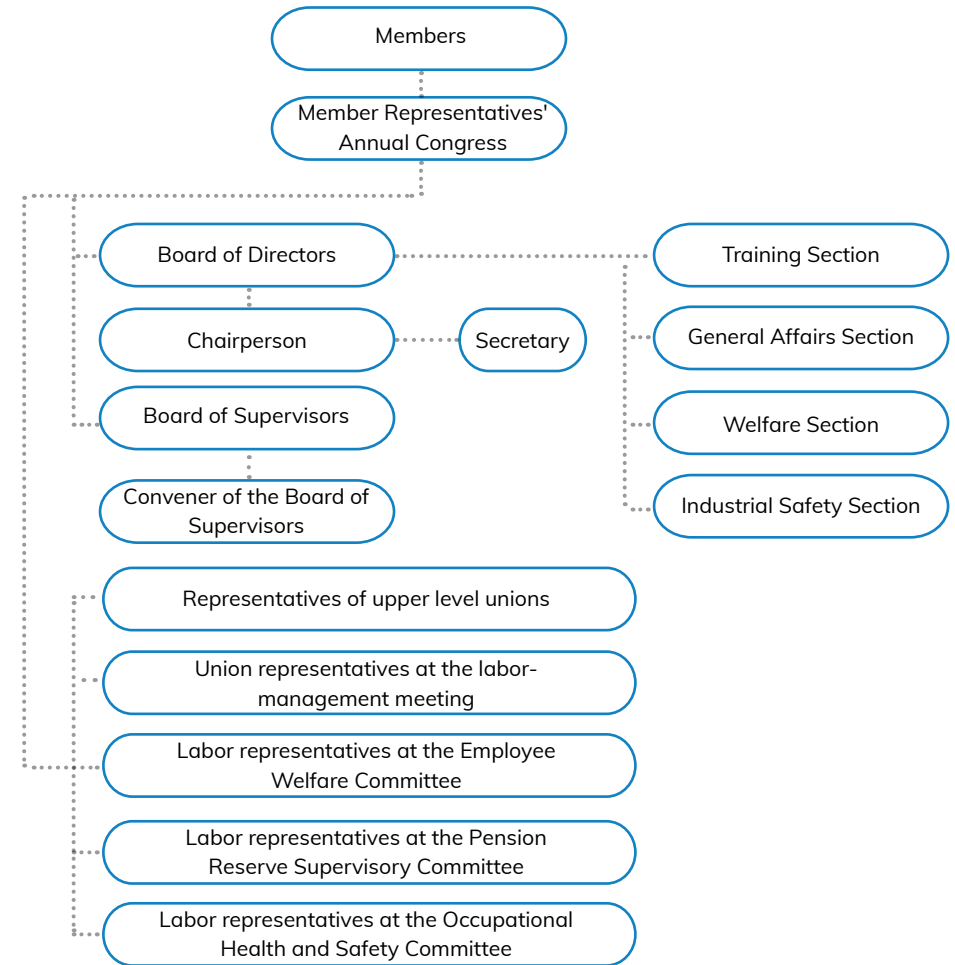 Members
Member Representatives'
Annual Congress
Board of Directors
Training Section
Chairperson
Secretary
General Affairs Section
Board of Supervisors
Welfare Section
Convener of the Board of
Supervisors
Industrial Safety Section
Representatives of upper level unions
Union representatives at the labor-
management meeting
Labor representatives at the Employee
Welfare Committee
Labor representatives at the Pension
Reserve Supervisory Committee
Labor representatives at the Occupational
Health and Safety Committee